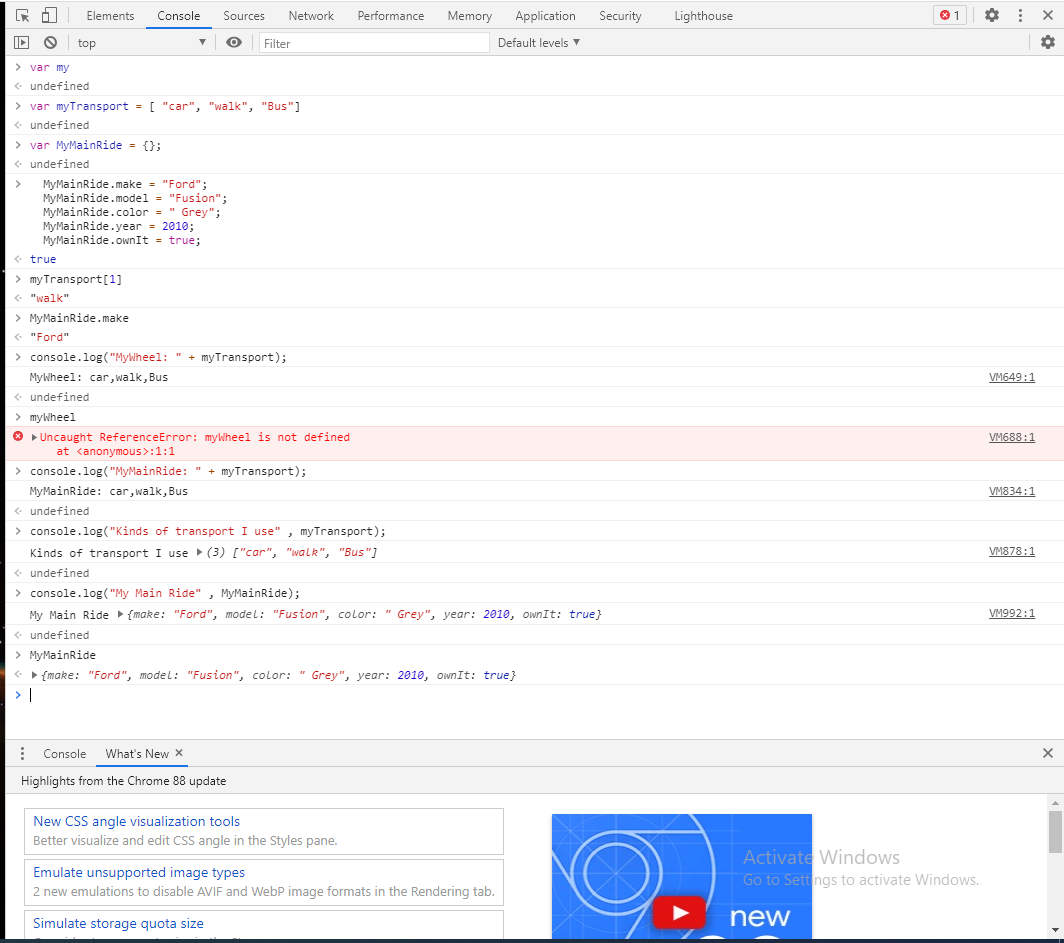 Elements Console Sources Network Performance Memory Application Security Lighthouse 1
top Filter Default levels
var my
undefined
var myTransport = [ "car", "walk", "Bus"]
undefined
var MyMainRide = {};
undefined
MyMainRide.make = "Ford";
MyMainRide.model = "Fusion";
MyMainRide.color = " Grey";
MyMainRide.year = 2010;
MyMainRide.ownIt = true;
true
myTransport[1]
"walk"
MyMainRide.make
"Ford"
console.log("MyWheel: " + myTransport);
MyWheel: car,walk,Bus VM649:1
undefined
myWheel
Uncaught ReferenceError: myWheel is not defined VM688:1
at <anonymous>:1:1
console.log("MyMainRide: " + myTransport);
MyMainRide: car,walk,Bus VM834:1
undefined
console.log("Kinds of transport I use" , myTransport);
Kinds of transport I use (3) ["car", "walk", "Bus"] VM878:1
undefined
console.log("My Main Ride" , MyMainRide);
My Main Ride {make: "Ford", model: "Fusion", color: " Grey", year: 2010, ownIt: true} VM992:1
undefined
MyMainRide
{make: "Ford", model: "Fusion", color: " Grey", year: 2010, ownIt: true}
Console What's New
Highlights from the Chrome 88 update
New CSS angle visualization tools
Better visualize and edit CSS angle in the Styles pane.
Emulate unsupported image types
2 new emulations to disable AVIF and WebP image formats in the Rendering tab.
Simulate storage quota size
Activate Windows
Go to Settings to activate Windows.
new